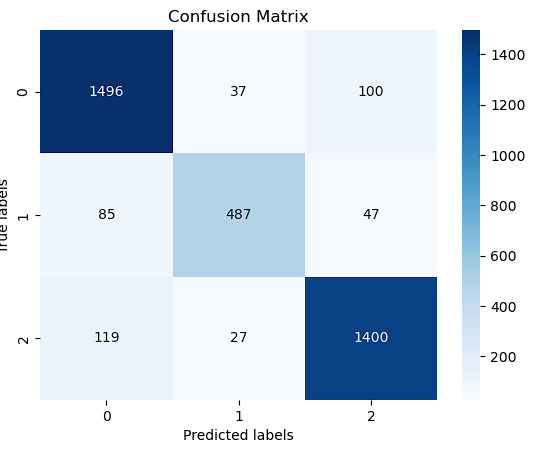 Confusion Matrix
0 1496 37 100
1 85 487 47
2 119 27 1400
0 1 2
Predicted labels
True labels
1400
1200
1000
800
600
400
200